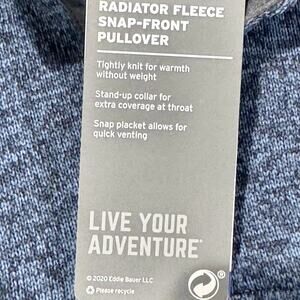 RADIATOR FLEECE
SNAP-FRONT
PULLOVER
Tightly knit for warmth
without weight
Stand-up collar for
extra coverage at throat
Snap placket allows for
quick venting
LIVE YOUR
ADVENTURE®
© 2020 Eddie Bauer LLC
Please recycle